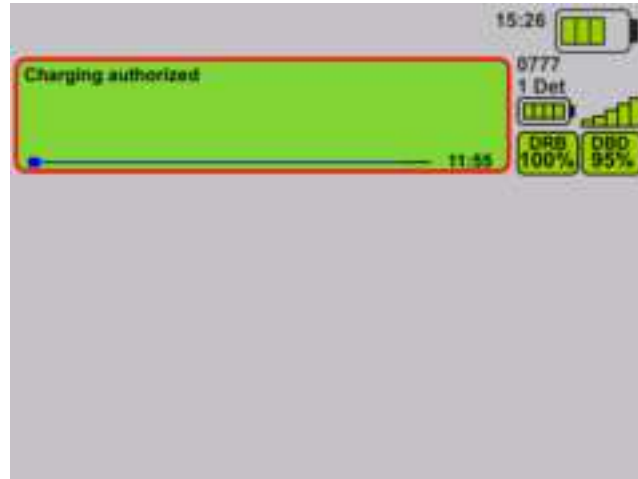 15:26
Charging authorized
0777
1 Det
11:55
DRB
100%
DBD
95%